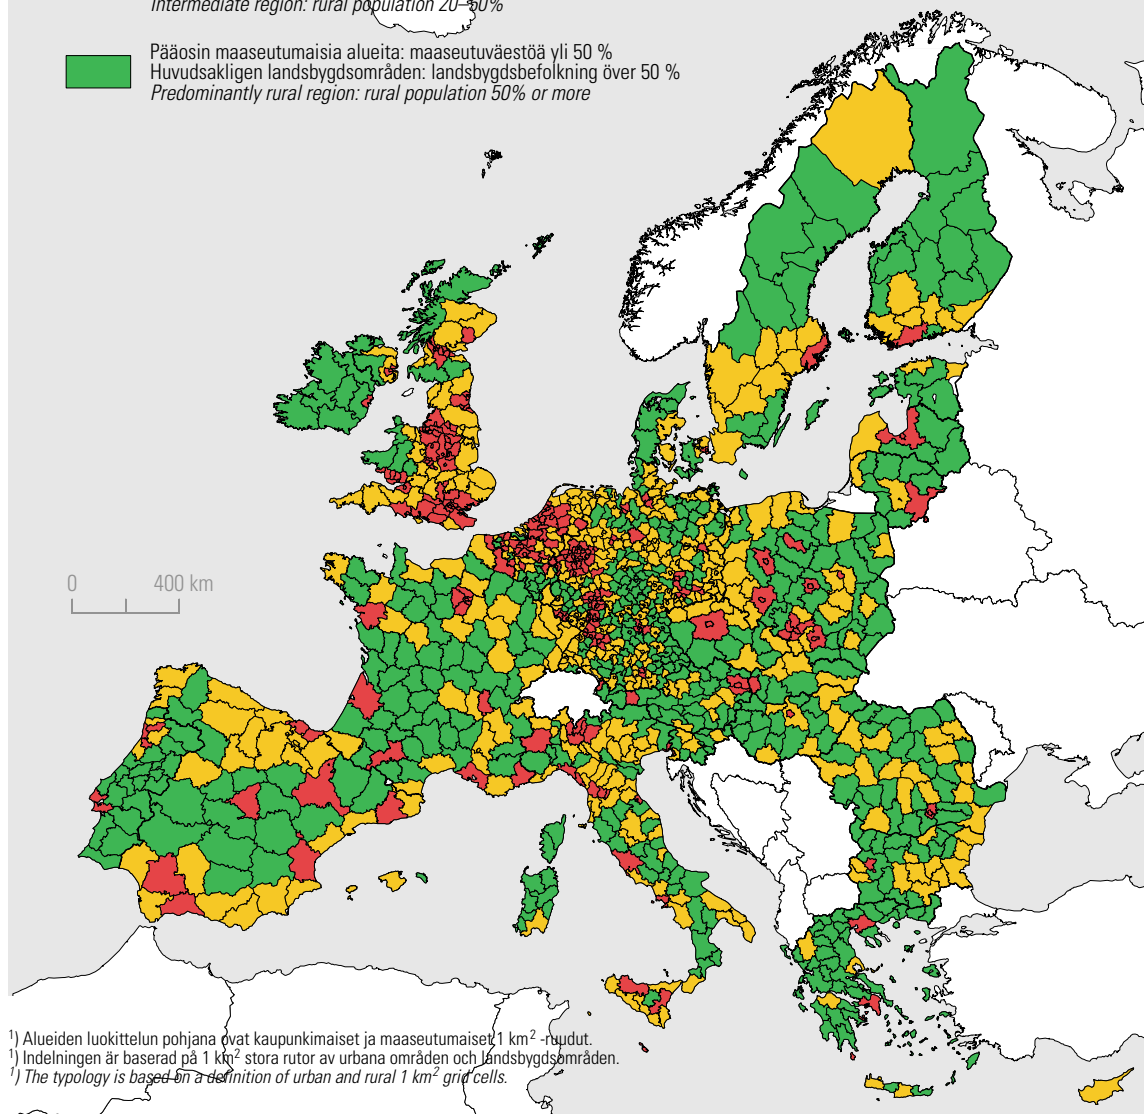 Intermediate region: rural population 20–50%
Pääosin maaseutumaisia alueita: maaseutuväestöä yli 50 %
Huvudsakligen landsbygdsområden: landsbygdsbefolkning över 50 %
Predominantly rural region: rural population 50% or more
0 400 km
¹) Alueiden luokittelun pohjana ovat kaupunkimaiset ja maaseutumaiset 1 km² -ruudut.
¹) Indelningen är baserad på 1 km² stora rutor av urbana områden och landsbygdsområden.
¹) The typology is based on a definition of urban and rural 1 km² grid cells.